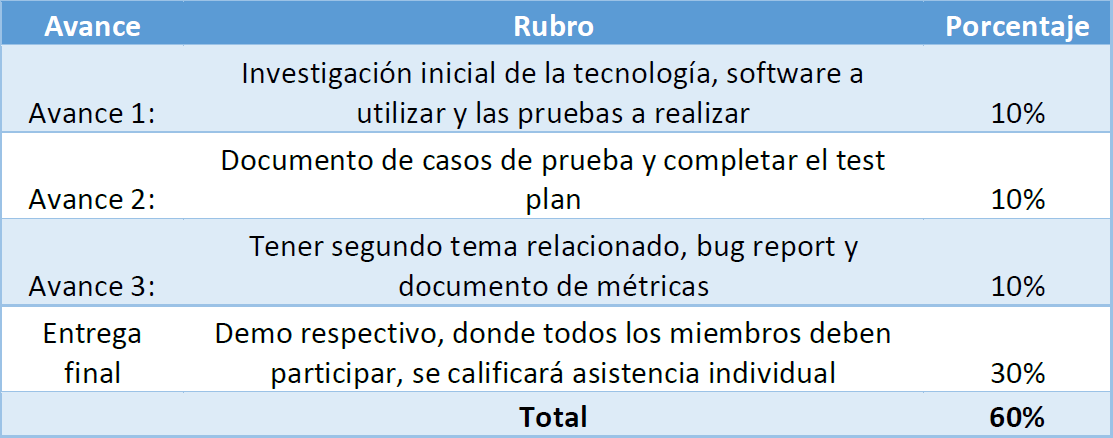 Avance Rubro Porcentaje
Investigación inicial de la tecnología, software a
Avance 1: utilizar y las pruebas a realizar 10%
Documento de casos de prueba y completar el test
Avance 2: plan 10%
Tener segundo tema relacionado, bug report y
Avance 3: documento de métricas 10%
Entrega Demo respectivo, donde todos los miembros deben
final participar, se calificará asistencia individual 30%
Total 60%